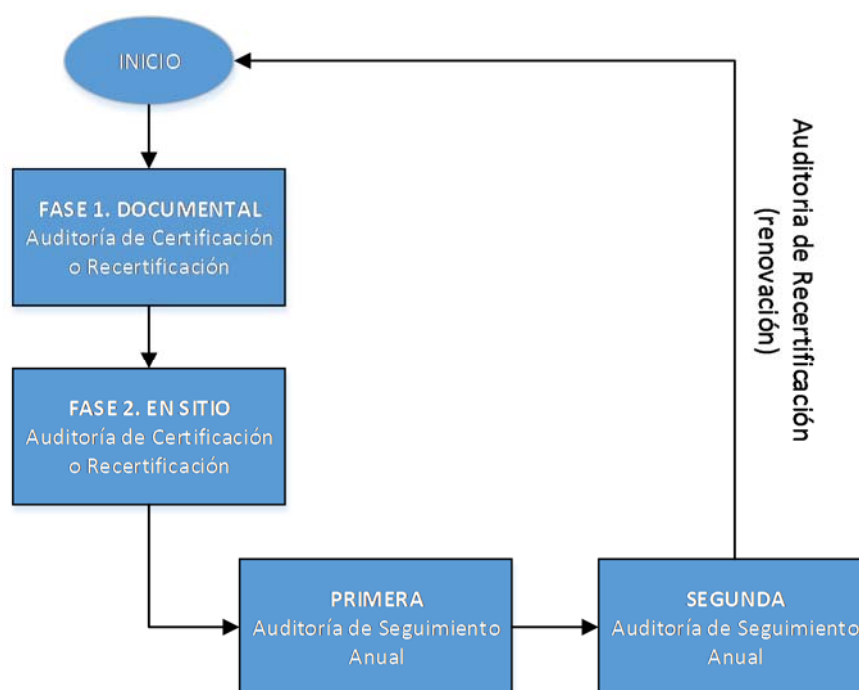 INICIO
FASE 1. DOCUMENTAL
Auditoría de Certificación
o Recertificación
FASE 2. EN SITIO
Auditoría de Certificación
o Recertificación
PRIMERA
Auditoría de Seguimiento
Anual
SEGUNDA
Auditoría de Seguimiento
Anual
Auditoria de Recertificación
(renovación)